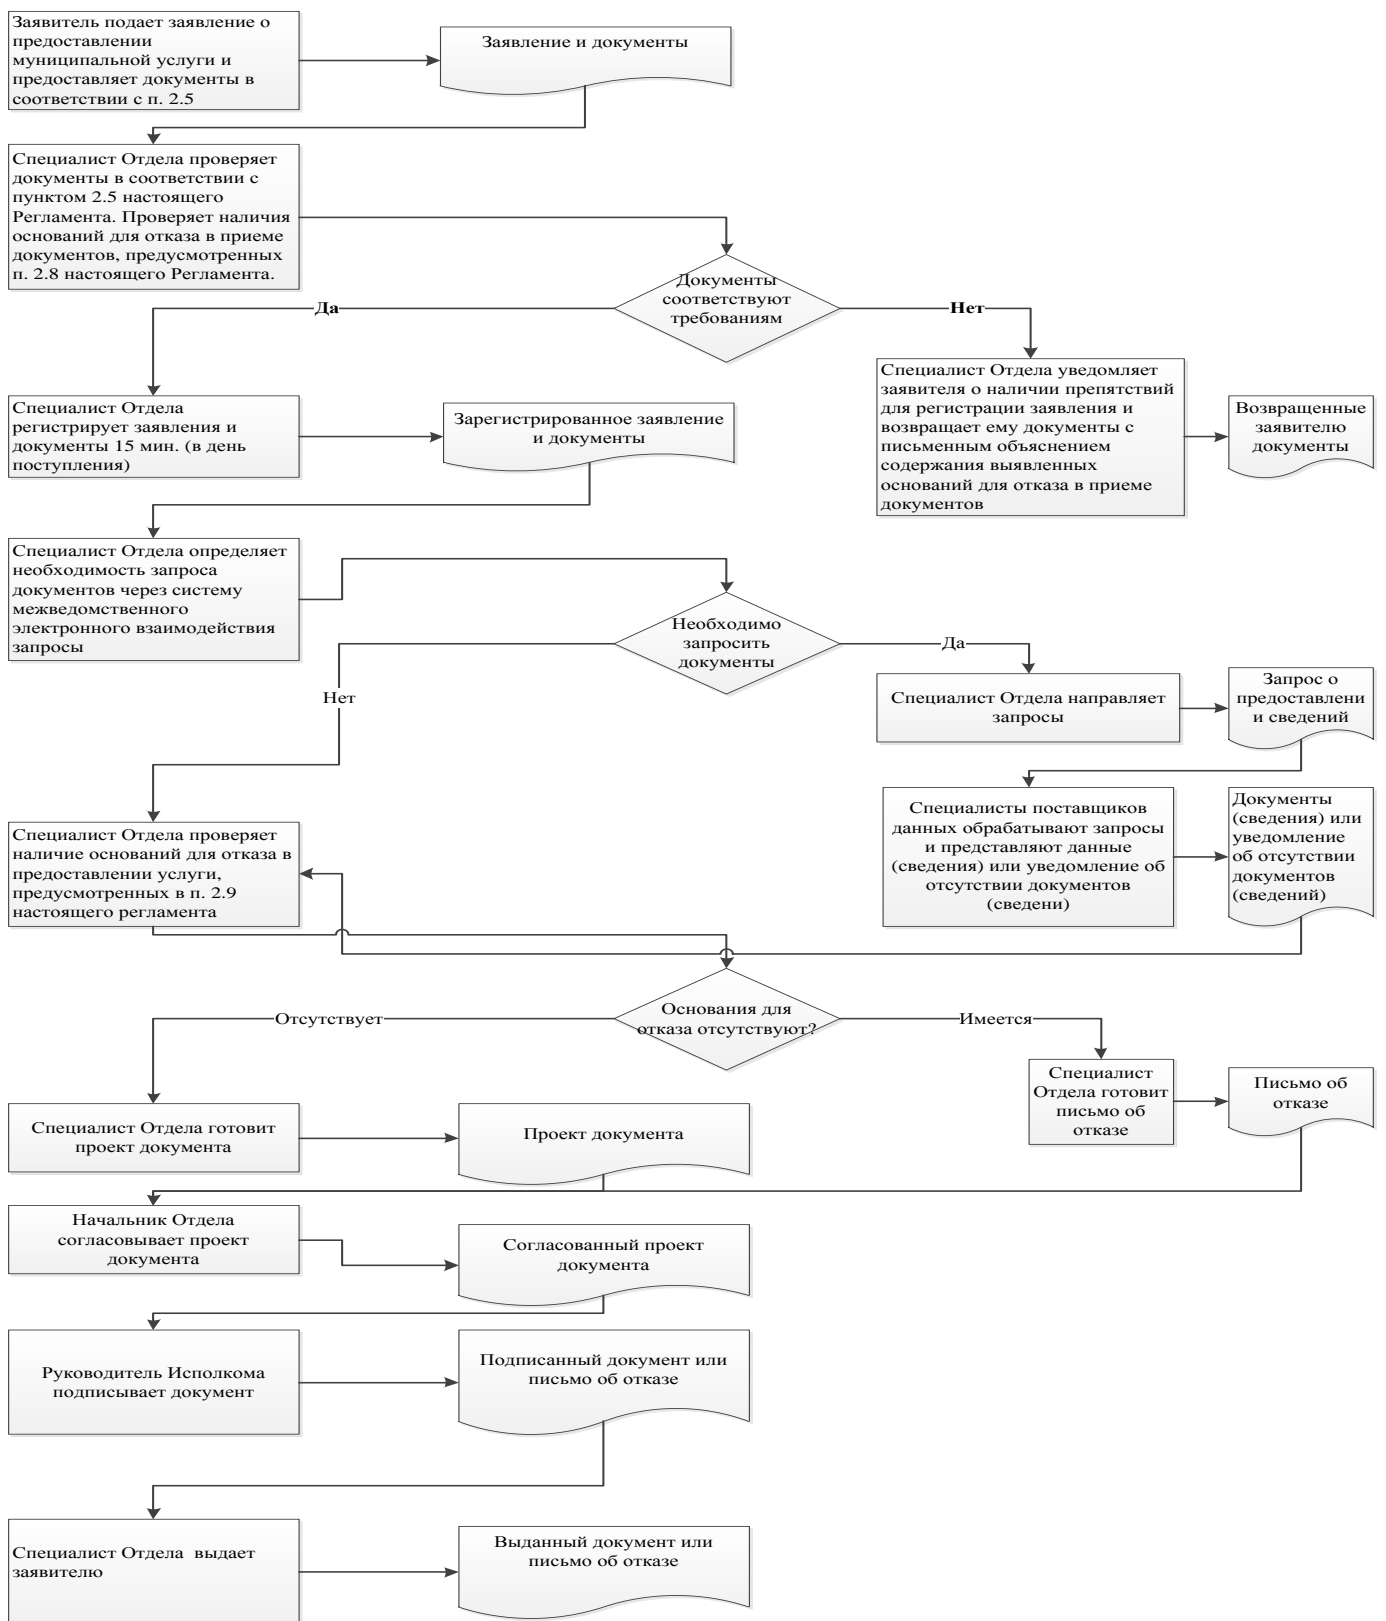 Заявитель подает заявление о
предоставлении
муниципальной услуги и
предоставляет документы в
соответствии с п. 2.5
Заявление и документы
Специалист Отдела проверяет
документы в соответствии с
пунктом 2.5 настоящего
Регламента. Проверяет наличия
оснований для отказа в приеме
документов, предусмотренных
п. 2.8 настоящего Регламента.
Документы
соответствуют
требованиям
Да
Нет
Специалист Отдела
регистрирует заявления и
документы 15 мин. (в день
поступления)
Зарегистрированное заявление
и документы
Специалист Отдела уведомляет
заявителя о наличии препятствий
для регистрации заявления и
возвращает ему документы с
письменным объяснением
содержания выявленных
оснований для отказа в приеме
документов
Возвращенные
заявителю
документы
Специалист Отдела определяет
необходимость запроса
документов через систему
межведомственного
электронного взаимодействия
запросы
Необходимо
запросить
документы
Да
Нет
Специалист Отдела направляет
запросы
Запрос о
предоставлени
и сведений
Специалисты поставщиков
данных обрабатывают запросы
и представляют данные
(сведения) или уведомление об
отсутствии документов
(сведени)
Документы
(сведения) или
уведомление
об отсутствии
документов
(сведений)
Специалист Отдела проверяет
наличие оснований для отказа в
предоставлении услуги,
предусмотренных в п. 2.9
настоящего регламента
Основания для
отказа отсутствуют?
Отсутствует
Имеется
Специалист
Отдела готовит
письмо об
отказе
Письмо об
отказе
Специалист Отдела готовит
проект документа
Проект документа
Начальник Отдела
согласовывает проект
документа
Согласованный проект
документа
Руководитель Исполкома
подписывает документ
Подписанный документ или
письмо об отказе
Специалист Отдела  выдает
заявителю
Выданный документ или
письмо об отказе